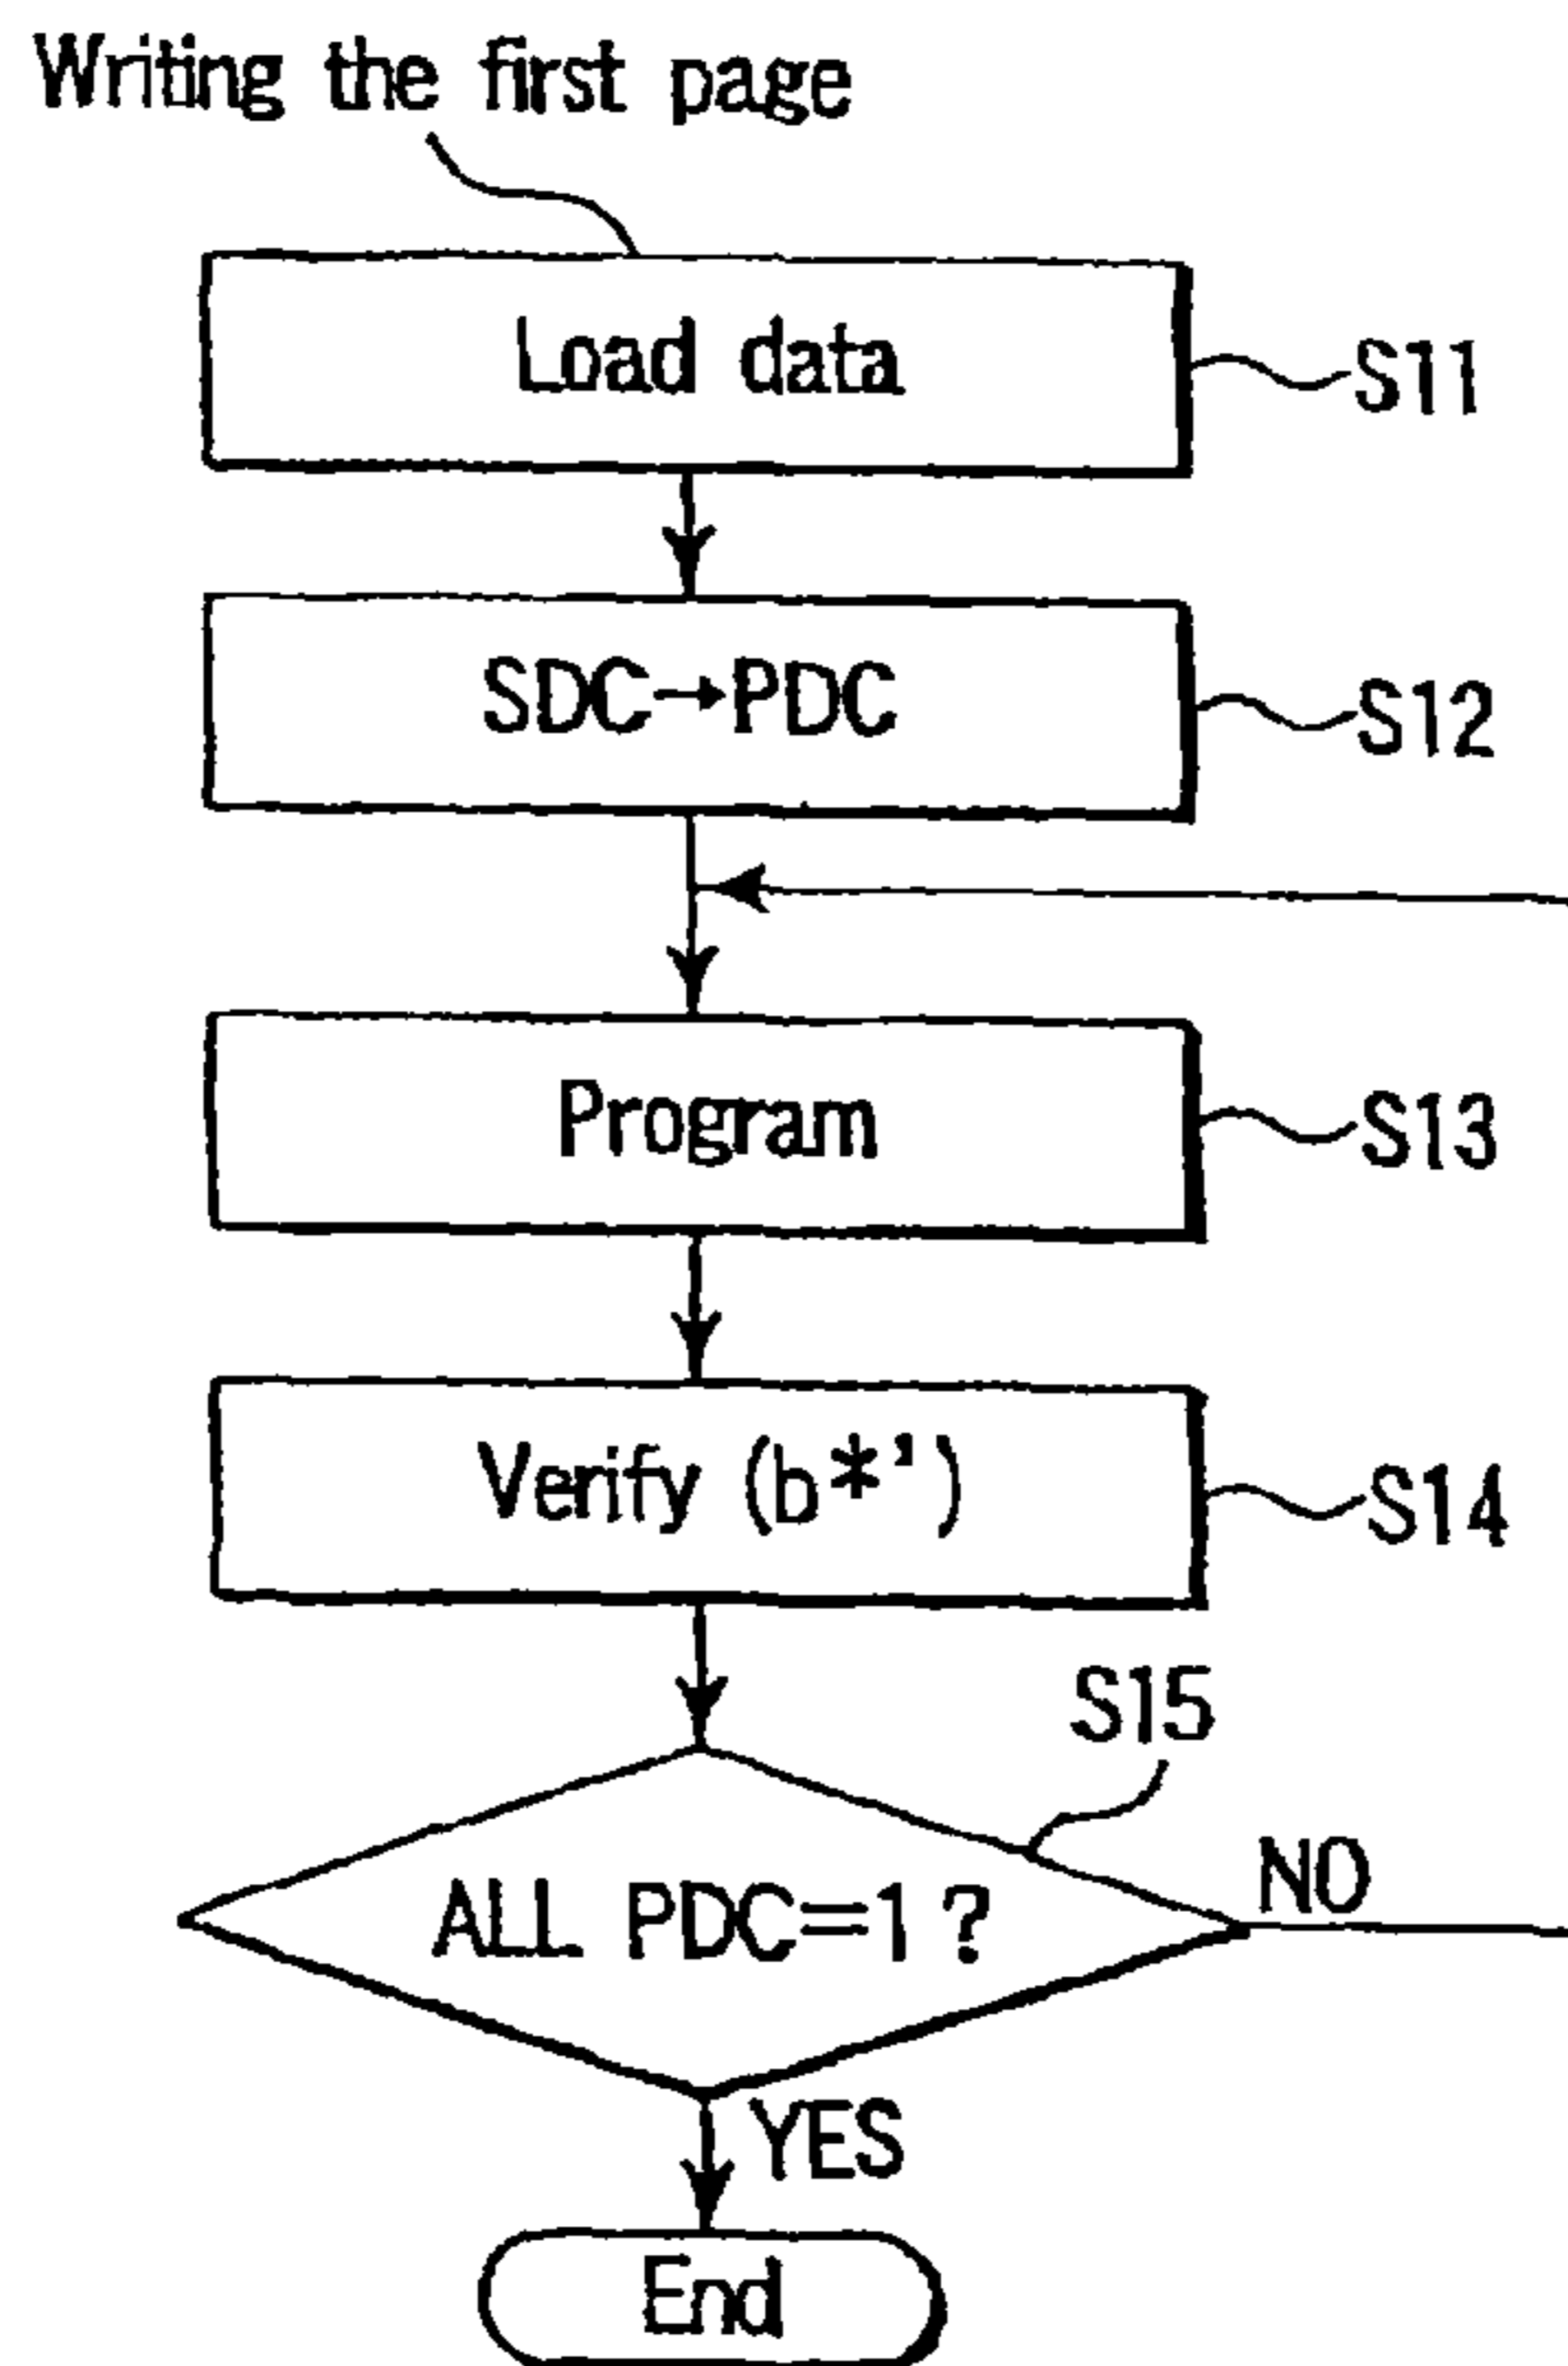 Writing the first page
Load data
S11
SDC→PDC
S12
Program
S13
Verify (b*')
S14
S15
ALL PDC=1 ?
NO
YES
End